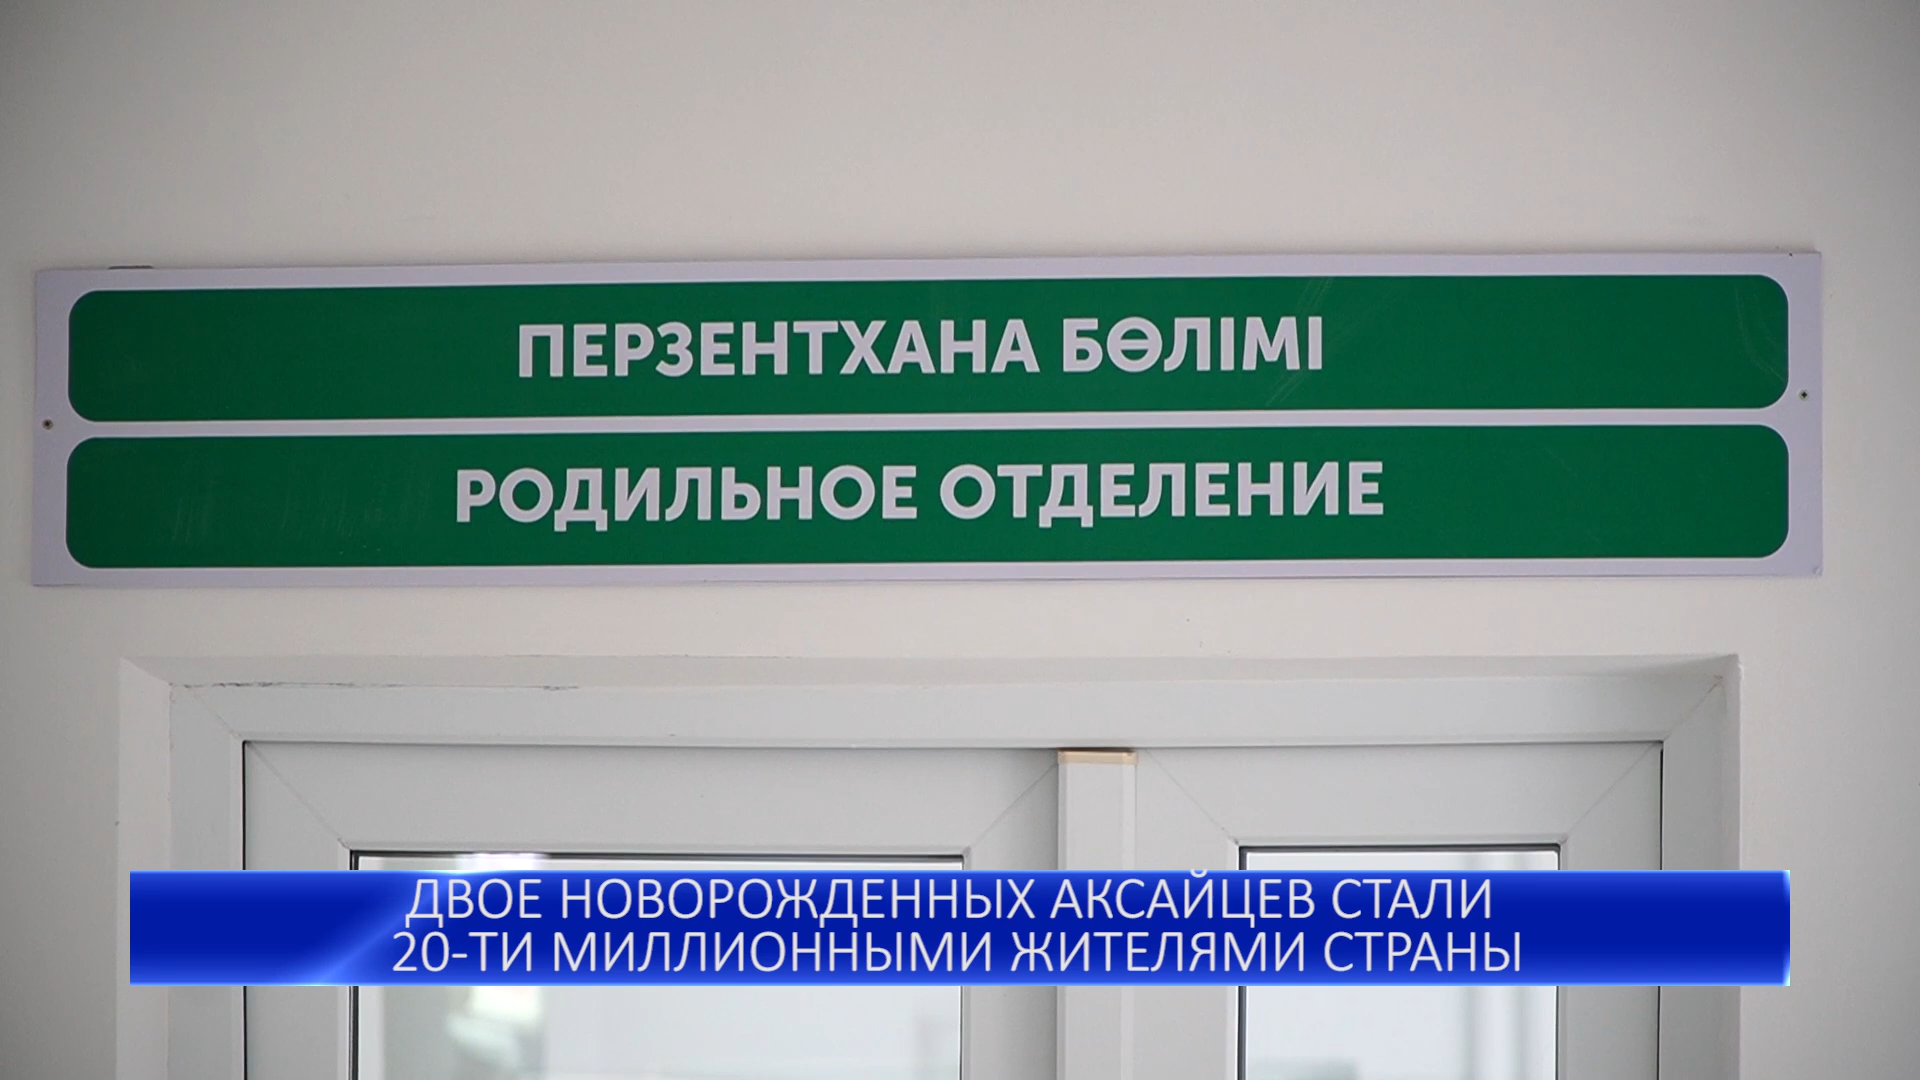 ПЕРЗЕНТХАНА БӨЛІМІ
РОДИЛЬНОЕ ОТДЕЛЕНИЕ
ДВОЕ НОВОРОЖДЕННЫХ АКСАЙЦЕВ СТАЛИ
20-ТИ МИЛЛИОННЫМИ ЖИТЕЛЯМИ СТРАНЫ